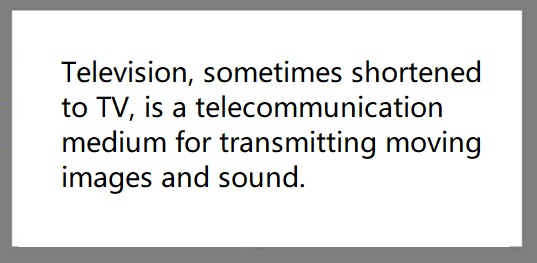 Television, sometimes shortened
to TV, is a telecommunication
medium for transmitting moving
images and sound.